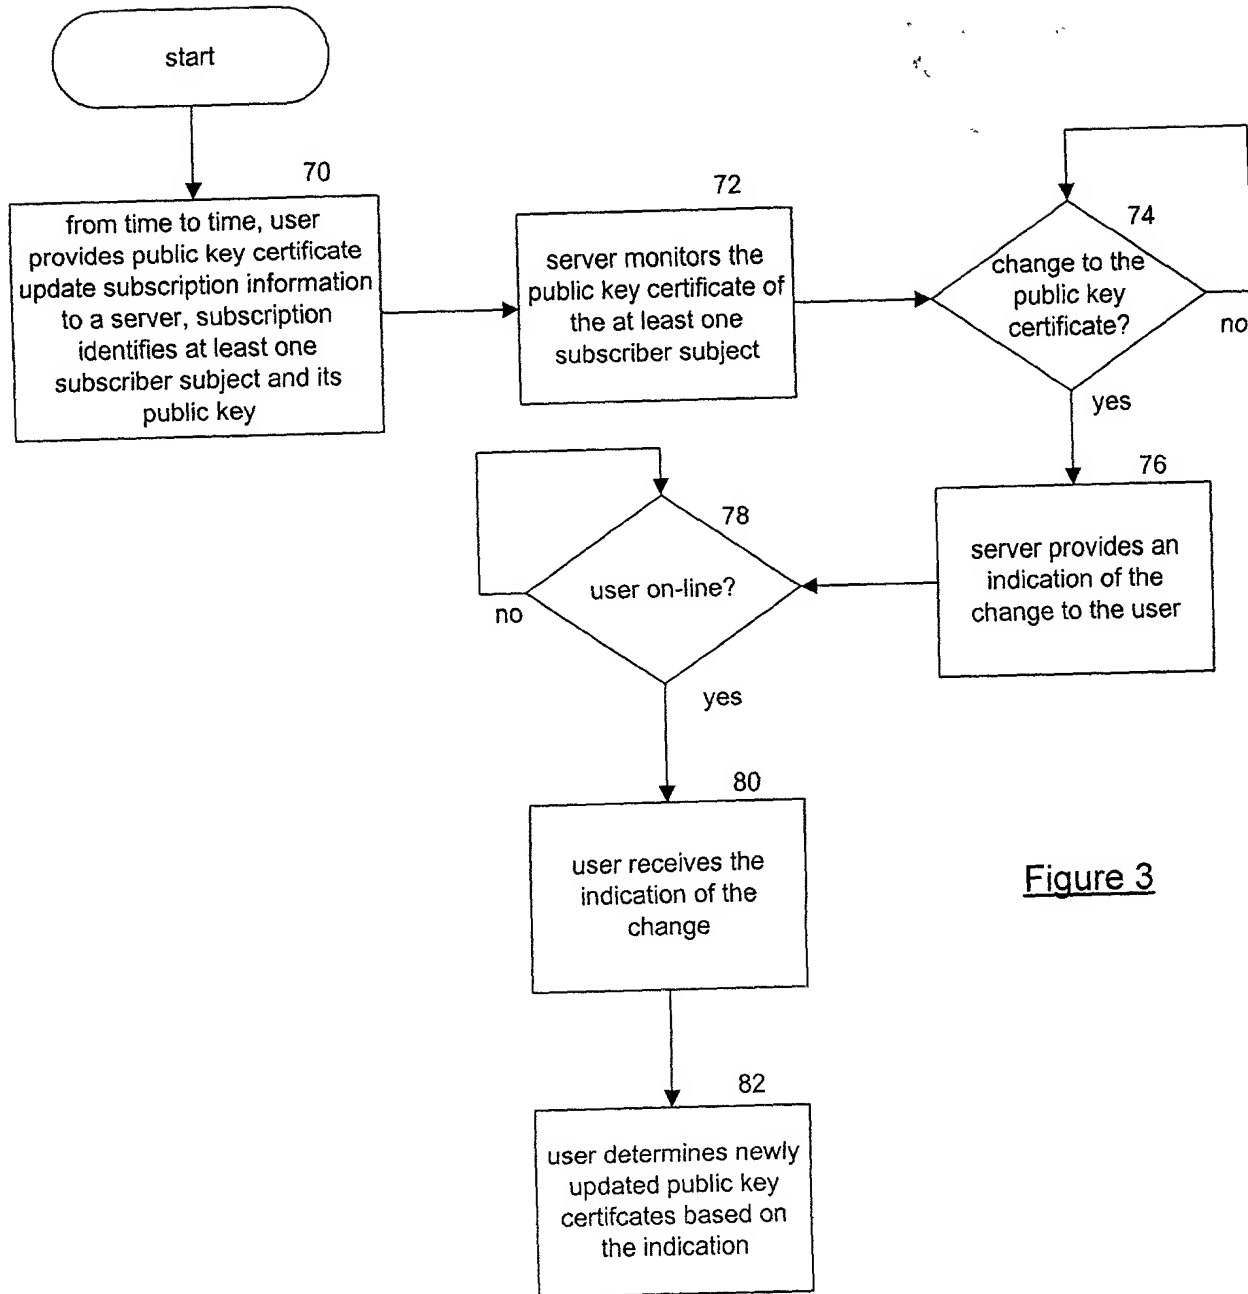 start
70
from time to time, user
provides public key certificate
update subscription information
to a server, subscription
identifies at least one
subscriber subject and its
public key
72
server monitors the
public key certificate of
the at least one
subscriber subject
74
change to the
public key
certificate?
no
yes
76
server provides an
indication of the
change to the user
78
user on-line?
no
yes
80
user receives the
indication of the
change
Figure 3
82
user determines newly
updated public key
certifcates based on
the indication